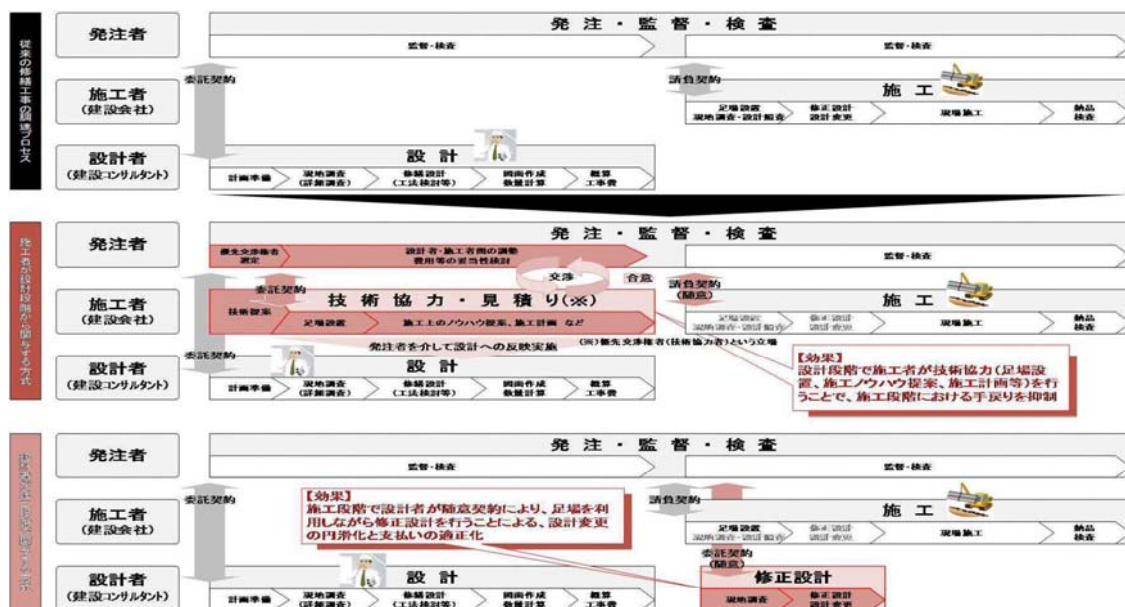 従来の修繕工事の調達プロセス
発注者
発注・監督・検査
監督・検査
監督・検査
委託契約
請負契約
施工者
(建設会社)
施工
足場設置
現地調査・設計照査
修正設計
設計変更
現場施工
納品
検査
設計者
(建設コンサルタント)
設計
計画準備
現地調査
(詳細調査)
修繕設計
(工法検討等)
図面作成
数量計算
概算
工事費
施工者が設計段階から関与する方式
発注者
発注・監督・検査
優先交渉権者
選定
設計者・施工者間の調整
費用等の妥当性検討
監督・検査
交渉
合意
委託契約
委託契約
請負契約
(随意)
施工者
(建設会社)
技術協力・見積り(※)
技術提案
足場設置
施工上のノウハウ提案、施工計画 など
施工
足場設置
現地調査・設計照査
修正設計
設計変更
現場施工
納品
検査
発注者を介して設計への反映実施
(※)優先交渉権者(技術協力者)という立場
設計者
(建設コンサルタント)
設計
計画準備
現地調査
(詳細調査)
修繕設計
(工法検討等)
図面作成
数量計算
概算
工事費
【効果】
設計段階で施工者が技術協力(足場設
置、施工ノウハウ提案、施工計画等)を行
うことで、施工段階における手戻りを抑制
発注者
発注・監督・検査
監督・検査
監督・検査
委託契約
請負契約
【効果】
施工段階で設計者が随意契約により、足場を利
用しながら修正設計を行うことによる、設計変更
の円滑化と支払いの適正化
施工者
(建設会社)
施工
足場設置
現地調査・設計照査
修正設計
設計変更
現場施工
納品
検査
委託契約
(随意)
設計者
(建設コンサルタント)
設計
計画準備
現地調査
(詳細調査)
修繕設計
(工法検討等)
図面作成
数量計算
概算
工事費
修正設計
現地調査
修正設計
設計変更